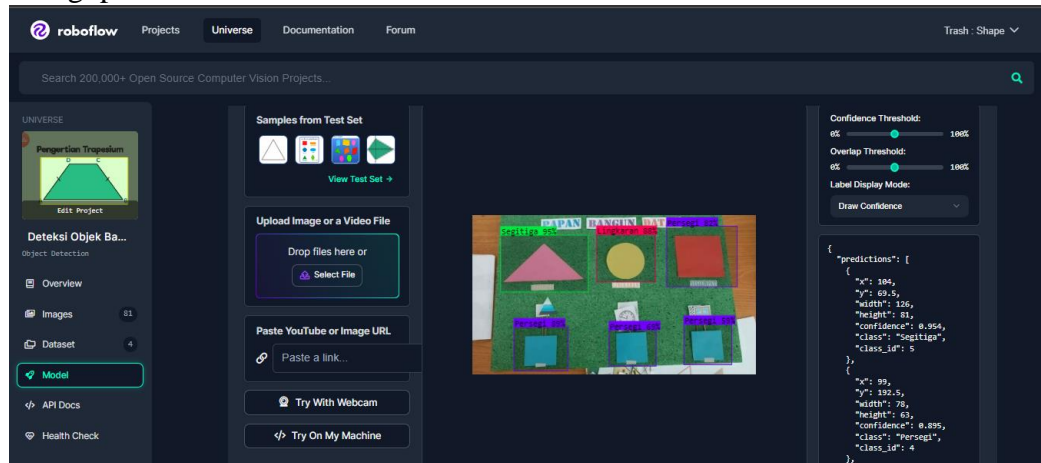 roboflow Projects Universe Documentation Forum Trash : Shape
Search 200,000+ Open Source Computer Vision Projects...
UNIVERSE
Pengertian Trapesium
D C
Edit Project
Deteksi Objek Ba...
Object Detection
Overview
Images 81
Dataset 4
Model
API Docs
Health Check
Samples from Test Set
View Test Set →
Upload Image or a Video File
Drop files here or
Select File
Paste YouTube or Image URL
Paste a link...
Try With Webcam
</> Try On My Machine
PAPAN BANGUN DAT
Segitiga 95%
Lingkaran
Persegi
Persegi
Persegi
Persegi
Confidence Threshold:
0% 100%
Overlap Threshold:
0% 100%
Label Display Mode:
Draw Confidence
{
"predictions": [
{
"x": 104,
"y": 69.5,
"width": 126,
"height": 81,
"confidence": 0.954,
"class": "Segitiga",
"class_id": 5
},
{
"x": 99,
"y": 192.5,
"width": 78,
"height": 63,
"confidence": 0.895,
"class": "Persegi",
"class_id": 4
},